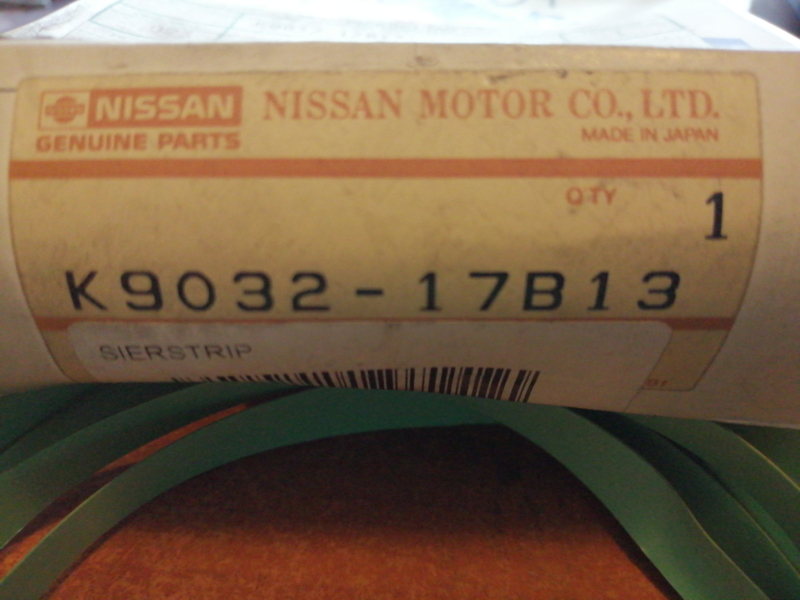 NISSAN NISSAN MOTOR CO., LTD.
GENUINE PARTS MADE IN JAPAN
QTY 1
K9032-17B13
SIERSTRIP